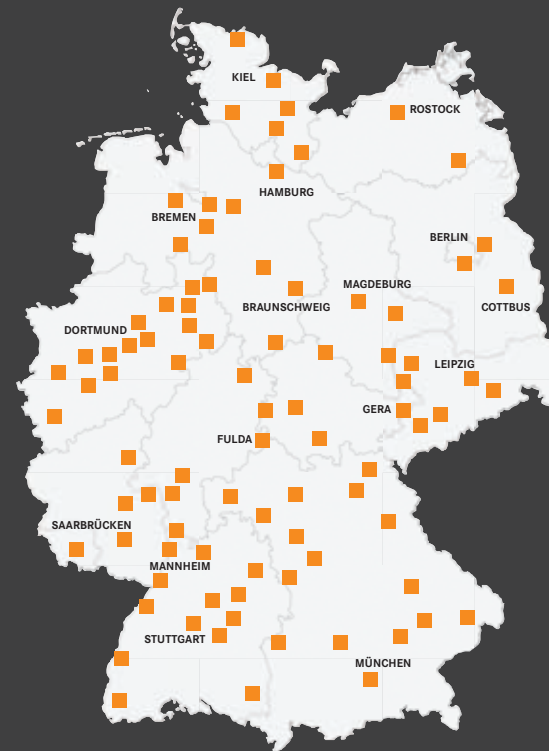 KIEL
ROSTOCK
HAMBURG
BREMEN
BERLIN
MAGDEBURG
BRAUNSCHWEIG
COTTBUS
DORTMUND
LEIPZIG
GERA
FULDA
SAARBRÜCKEN
MANNHEIM
STUTTGART
MÜNCHEN